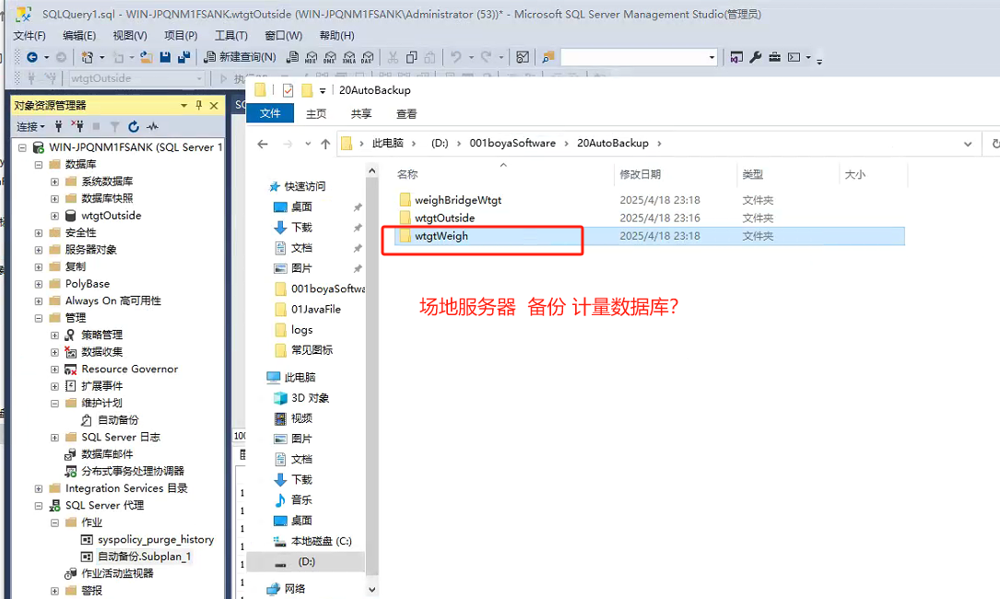 SQLQuery1.sql - WIN-JPQNM1FSANK.wtgtOutside (WIN-JPQNM1FSANK\Administrator (53))* - Microsoft SQL Server Management Studio(管理员)
文件(F) 编辑(E) 视图(V) 项目(P) 工具(T) 窗口(W) 帮助(H)
新建查询(N) MDX DMX XMLA DAX
wtgtOutside
20AutoBackup
文件 主页 共享 查看
此电脑 > (D:) > 001boyaSoftware > 20AutoBackup >
名称 修改日期 类型 大小
weighBridgeWtgt 2025/4/18 23:18 文件夹
wtgtOutside 2025/4/18 23:16 文件夹
wtgtWeigh 2025/4/18 23:18 文件夹
场地服务器 备份 计量数据库?
对象资源管理器
连接
WIN-JPQNM1FSANK (SQL Server 1
数据库
系统数据库
数据库快照
wtgtOutside
安全性
服务器对象
复制
PolyBase
Always On 高可用性
管理
策略管理
数据收集
Resource Governor
扩展事件
维护计划
自动备份
SQL Server 日志
数据库邮件
分布式事务处理协调器
Integration Services 目录
SQL Server 代理
作业
syspolicy_purge_history
自动备份.Subplan_1
作业活动监视器
警报
快速访问
桌面
下载
文档
图片
001boyaSoftwa
01JavaFile
logs
常见图标
此电脑
3D 对象
视频
图片
文档
下载
音乐
桌面
本地磁盘 (C:)
(D:)
网络